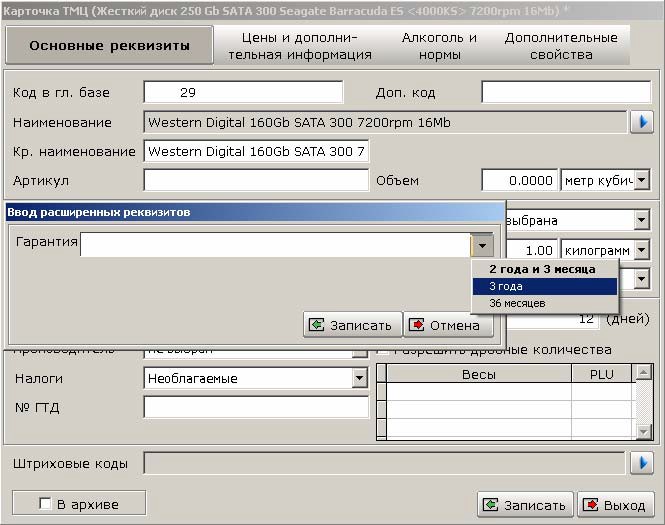 Карточка ТМЦ (Жесткий диск 250 Gb SATA 300 Seagate Barracuda ES <4000KS> 7200rpm 16Mb) *
Основные реквизиты
Цены и дополни-
тельная информация
Алкоголь и
нормы
Дополнительные
свойства
Код в гл. базе 29 Доп. код
Наименование Western Digital 160Gb SATA 300 7200rpm 16Mb
Кр. наименование Western Digital 160Gb SATA 300 7
Артикул Объем 0.0000 метр кубич
Ввод расширенных реквизитов
выбрана
Гарантия
1.00 килограмм
2 года и 3 месяца
3 года
36 месяцев
Записать Отмена
12 (дней)
Производитель Не выбран Разрешить дробные количества
Налоги Необлагаемые
Весы PLU
№ ГТД
Штриховые коды
В архиве
Записать Выход